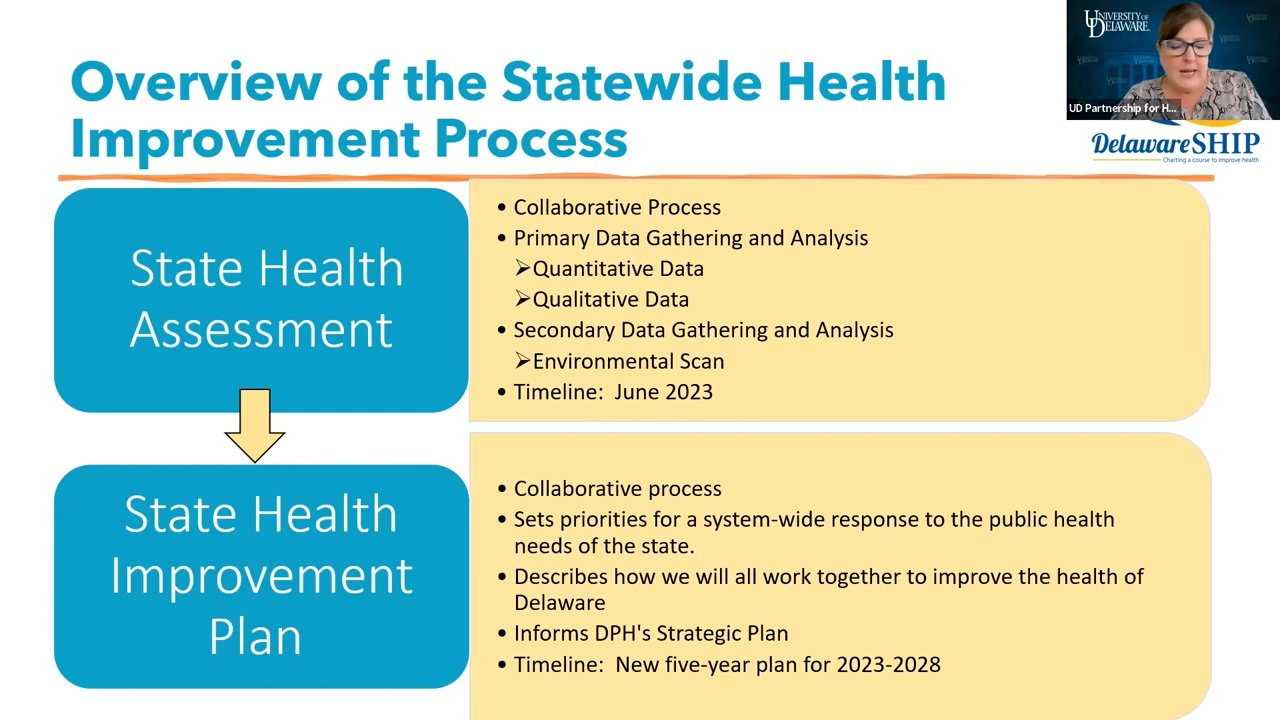 Overview of the Statewide Health
Improvement Process
UNIVERSITY OF
DELAWARE.
UD Partnership for H...
DelawareSHIP
Charting a course to improve health
State Health
Assessment
• Collaborative Process
• Primary Data Gathering and Analysis
➢Quantitative Data
➢Qualitative Data
• Secondary Data Gathering and Analysis
➢Environmental Scan
• Timeline: June 2023
State Health
Improvement
Plan
• Collaborative process
• Sets priorities for a system-wide response to the public health
needs of the state.
• Describes how we will all work together to improve the health of
Delaware
• Informs DPH's Strategic Plan
• Timeline: New five-year plan for 2023-2028